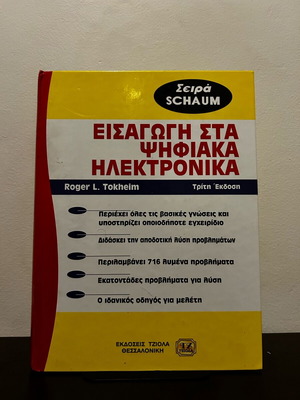 Σειρά
SCHAUM
ΕΙΣΑΓΩΓΗ ΣΤΑ
ΨΗΦΙΑΚΑ
ΗΛΕΚΤΡΟΝΙΚΑ
Roger L. Tokheim Τρίτη Έκδοση
Περιέχει όλες τις βασικές γνώσεις και
υποστηρίζει οποιοδήποτε εγχειρίδιο
Διδάσκει την αποδοτική λύση προβλημάτων
Περιλαμβάνει 716 λυμένα προβλήματα
Εκατοντάδες προβλήματα για λύση
Ο ιδανικός οδηγός για μελέτη
ΕΚΔΟΣΕΙΣ ΤΖΙΟΛΑ
ΘΕΣΣΑΛΟΝΙΚΗ